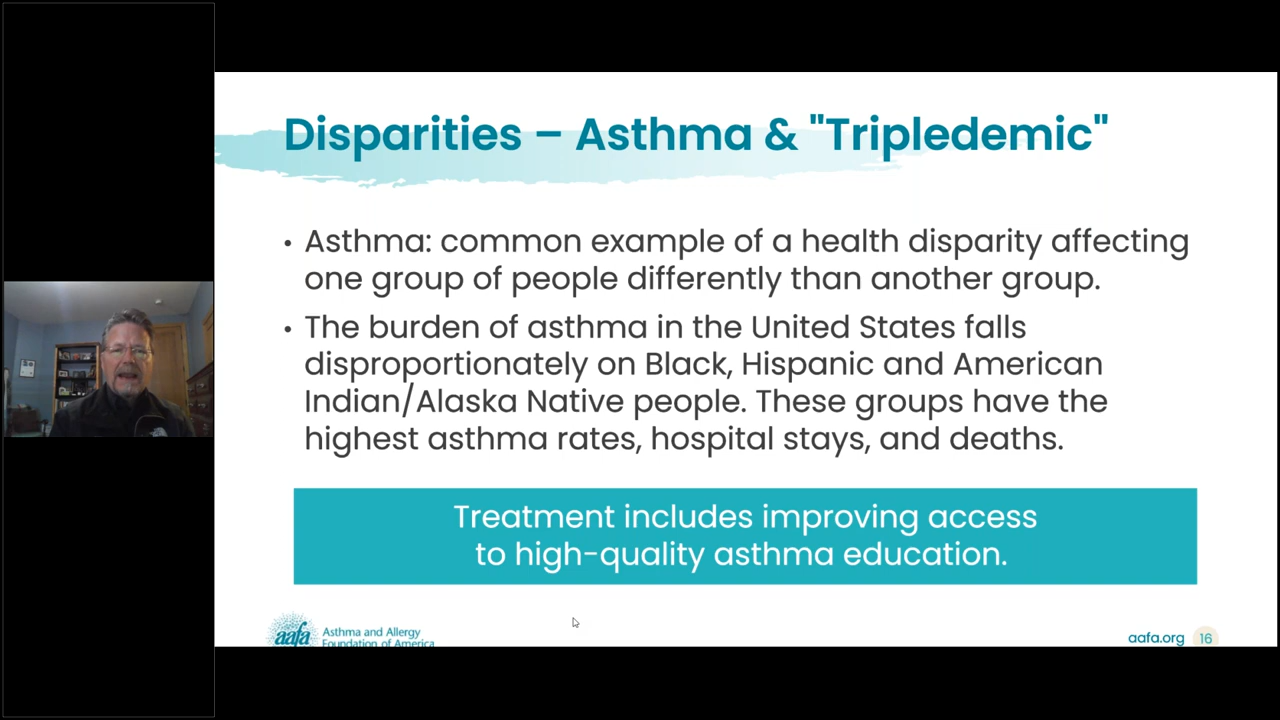 Disparities – Asthma & "Tripledemic"
• Asthma: common example of a health disparity affecting
one group of people differently than another group.
• The burden of asthma in the United States falls
disproportionately on Black, Hispanic and American
Indian/Alaska Native people. These groups have the
highest asthma rates, hospital stays, and deaths.
Treatment includes improving access
to high-quality asthma education.
aafa
Asthma and Allergy
Foundation of America
aafa.org 16